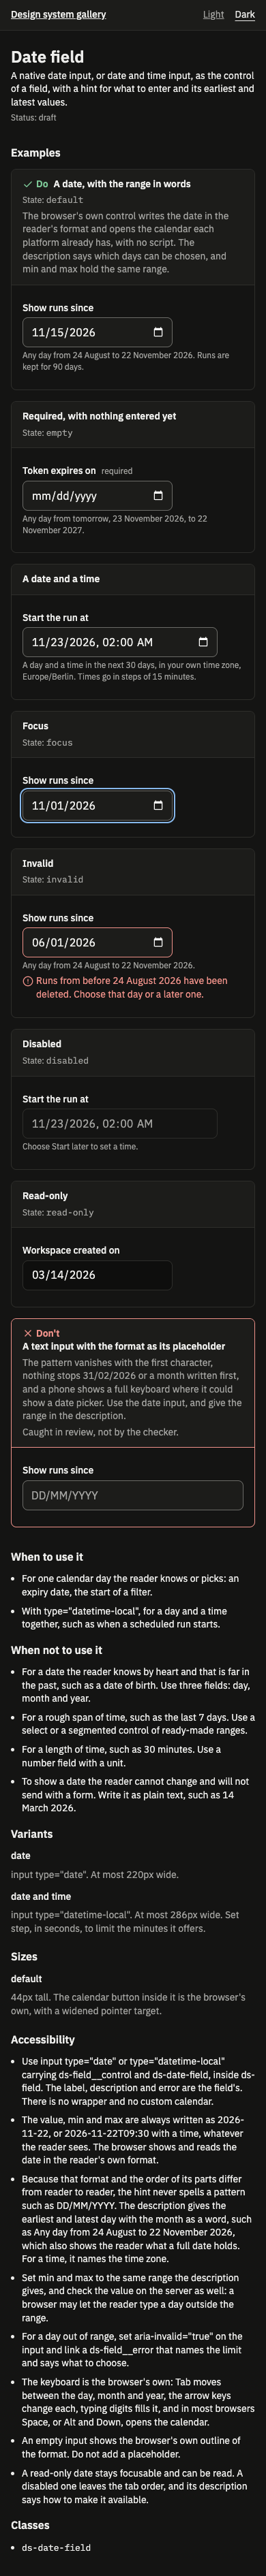 Design system gallery
Light
Dark
Date field
A native date input, or date and time input, as the control
of a field, with a hint for what to enter and its earliest and
latest values.
Status: draft
Examples
Do A date, with the range in words
State: default
The browser's own control writes the date in the
reader's format and opens the calendar each
platform already has, with no script. The
description says which days can be chosen, and
min and max hold the same range.
Show runs since
11/15/2026
Any day from 24 August to 22 November 2026. Runs are
kept for 90 days.
Required, with nothing entered yet
State: empty
Token expires on required
mm/dd/yyyy
Any day from tomorrow, 23 November 2026, to 22
November 2027.
A date and a time
Start the run at
11/23/2026, 02:00 AM
A day and a time in the next 30 days, in your own time zone,
Europe/Berlin. Times go in steps of 15 minutes.
Focus
State: focus
Show runs since
11/01/2026
Invalid
State: invalid
Show runs since
06/01/2026
Any day from 24 August to 22 November 2026.
Runs from before 24 August 2026 have been
deleted. Choose that day or a later one.
Disabled
State: disabled
Start the run at
11/23/2026, 02:00 AM
Choose Start later to set a time.
Read-only
State: read-only
Workspace created on
03/14/2026
Don't
A text input with the format as its placeholder
The pattern vanishes with the first character,
nothing stops 31/02/2026 or a month written first,
and a phone shows a full keyboard where it could
show a date picker. Use the date input, and give the
range in the description.
Caught in review, not by the checker.
Show runs since
DD/MM/YYYY
When to use it
• For one calendar day the reader knows or picks: an
expiry date, the start of a filter.
• With type="datetime-local", for a day and a time
together, such as when a scheduled run starts.
When not to use it
• For a date the reader knows by heart and that is far in
the past, such as a date of birth. Use three fields: day,
month and year.
• For a rough span of time, such as the last 7 days. Use a
select or a segmented control of ready-made ranges.
• For a length of time, such as 30 minutes. Use a
number field with a unit.
• To show a date the reader cannot change and will not
send with a form. Write it as plain text, such as 14
March 2026.
Variants
date
input type="date". At most 220px wide.
date and time
input type="datetime-local". At most 286px wide. Set
step, in seconds, to limit the minutes it offers.
Sizes
default
44px tall. The calendar button inside it is the browser's
own, with a widened pointer target.
Accessibility
• Use input type="date" or type="datetime-local"
carrying ds-field__control and ds-date-field, inside ds-
field. The label, description and error are the field's.
There is no wrapper and no custom calendar.
• The value, min and max are always written as 2026-
11-22, or 2026-11-22T09:30 with a time, whatever
the reader sees. The browser shows and reads the
date in the reader's own format.
• Because that format and the order of its parts differ
from reader to reader, the hint never spells a pattern
such as DD/MM/YYYY. The description gives the
earliest and latest day with the month as a word, such
as Any day from 24 August to 22 November 2026,
which also shows the reader what a full date holds.
For a time, it names the time zone.
• Set min and max to the same range the description
gives, and check the value on the server as well: a
browser may let the reader type a day outside the
range.
• For a day out of range, set aria-invalid="true" on the
input and link a ds-field__error that names the limit
and says what to choose.
• The keyboard is the browser's own: Tab moves
between the day, month and year, the arrow keys
change each, typing digits fills it, and in most browsers
Space, or Alt and Down, opens the calendar.
• An empty input shows the browser's own outline of
the format. Do not add a placeholder.
• A read-only date stays focusable and can be read. A
disabled one leaves the tab order, and its description
says how to make it available.
Classes
• ds-date-field